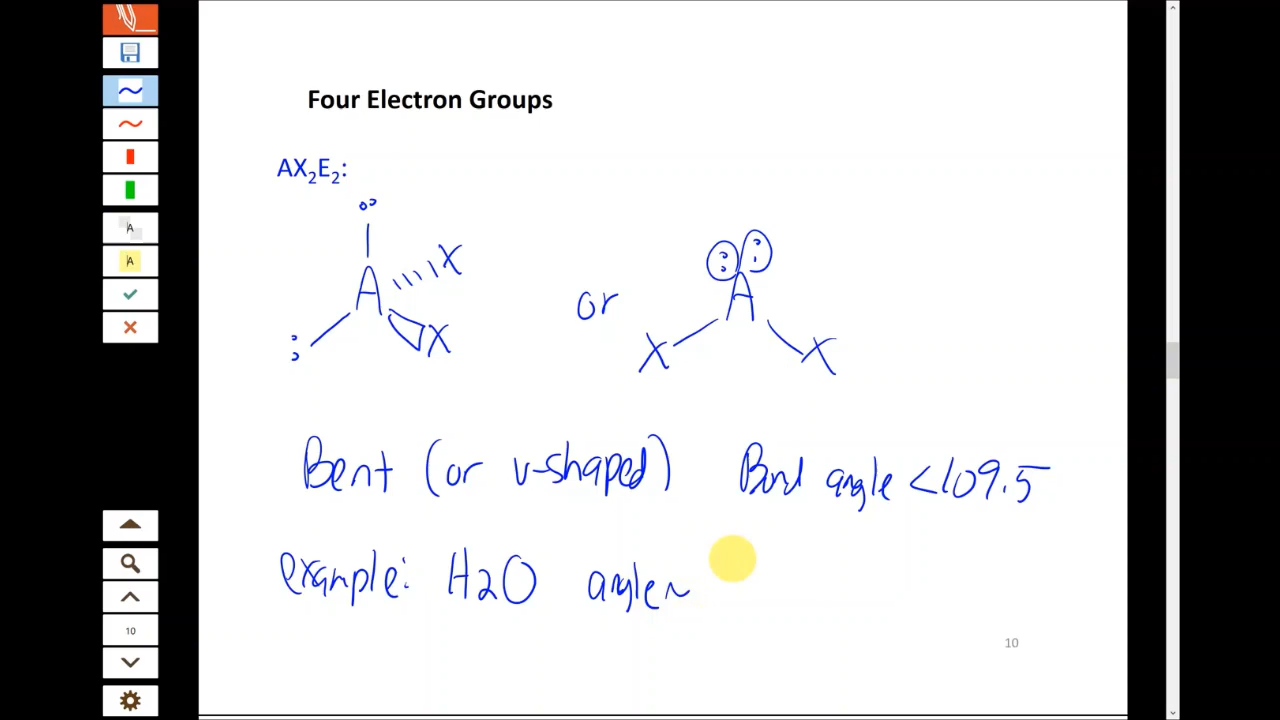 Four Electron Groups
AX₂E₂:
A X X
or
A X X
Bent (or v-shaped) Bond angle <109.5
example: H2O angle~
10
10
A
A